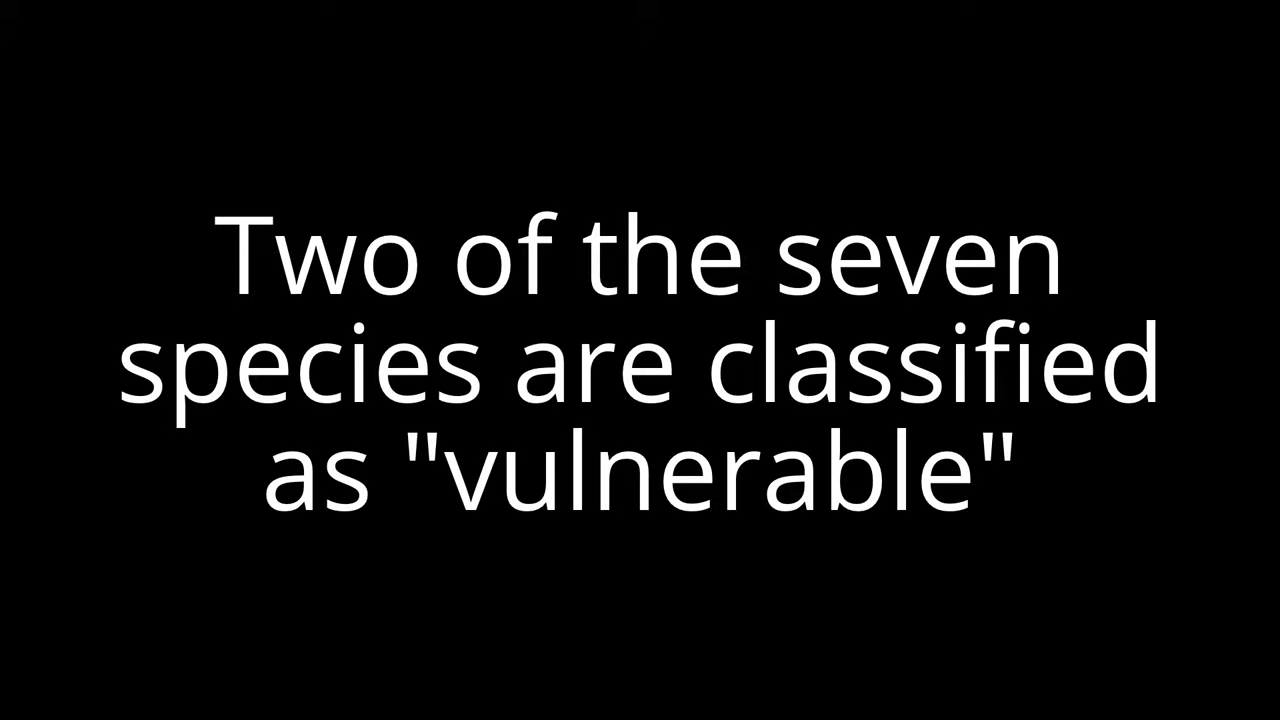 Two of the seven
species are classified
as "vulnerable"